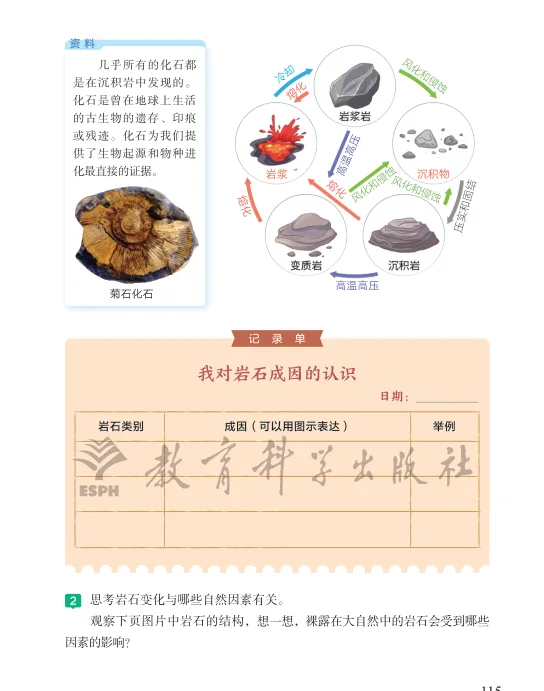 资料
几乎所有的化石都
是在沉积岩中发现的。
化石是曾在地球上生活
的古生物的遗存、印痕
或残迹。化石为我们提
供了生物起源和物种进
化最直接的证据。
菊石化石
冷却
熔化
岩浆岩
风化和侵蚀
高温高压
岩浆
熔化
风化和侵蚀
风化和侵蚀
沉积物
压实和固结
熔化
变质岩
沉积岩
高温高压
记录单
我对岩石成因的认识
日期：
岩石类别
成因（可以用图示表达）
举例
教育科学出版社
ESPH
2 思考岩石变化与哪些自然因素有关。
观察下页图片中岩石的结构，想一想，裸露在大自然中的岩石会受到哪些
因素的影响？
115